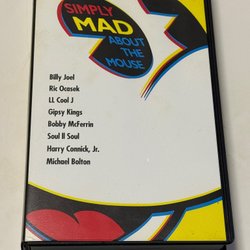 SIMPLY
MAD
ABOUT
THE
MOUSE
Billy Joel
Ric Ocasek
LL Cool J
Gipsy Kings
Bobby McFerrin
Soul II Soul
Harry Connick, Jr.
Michael Bolton